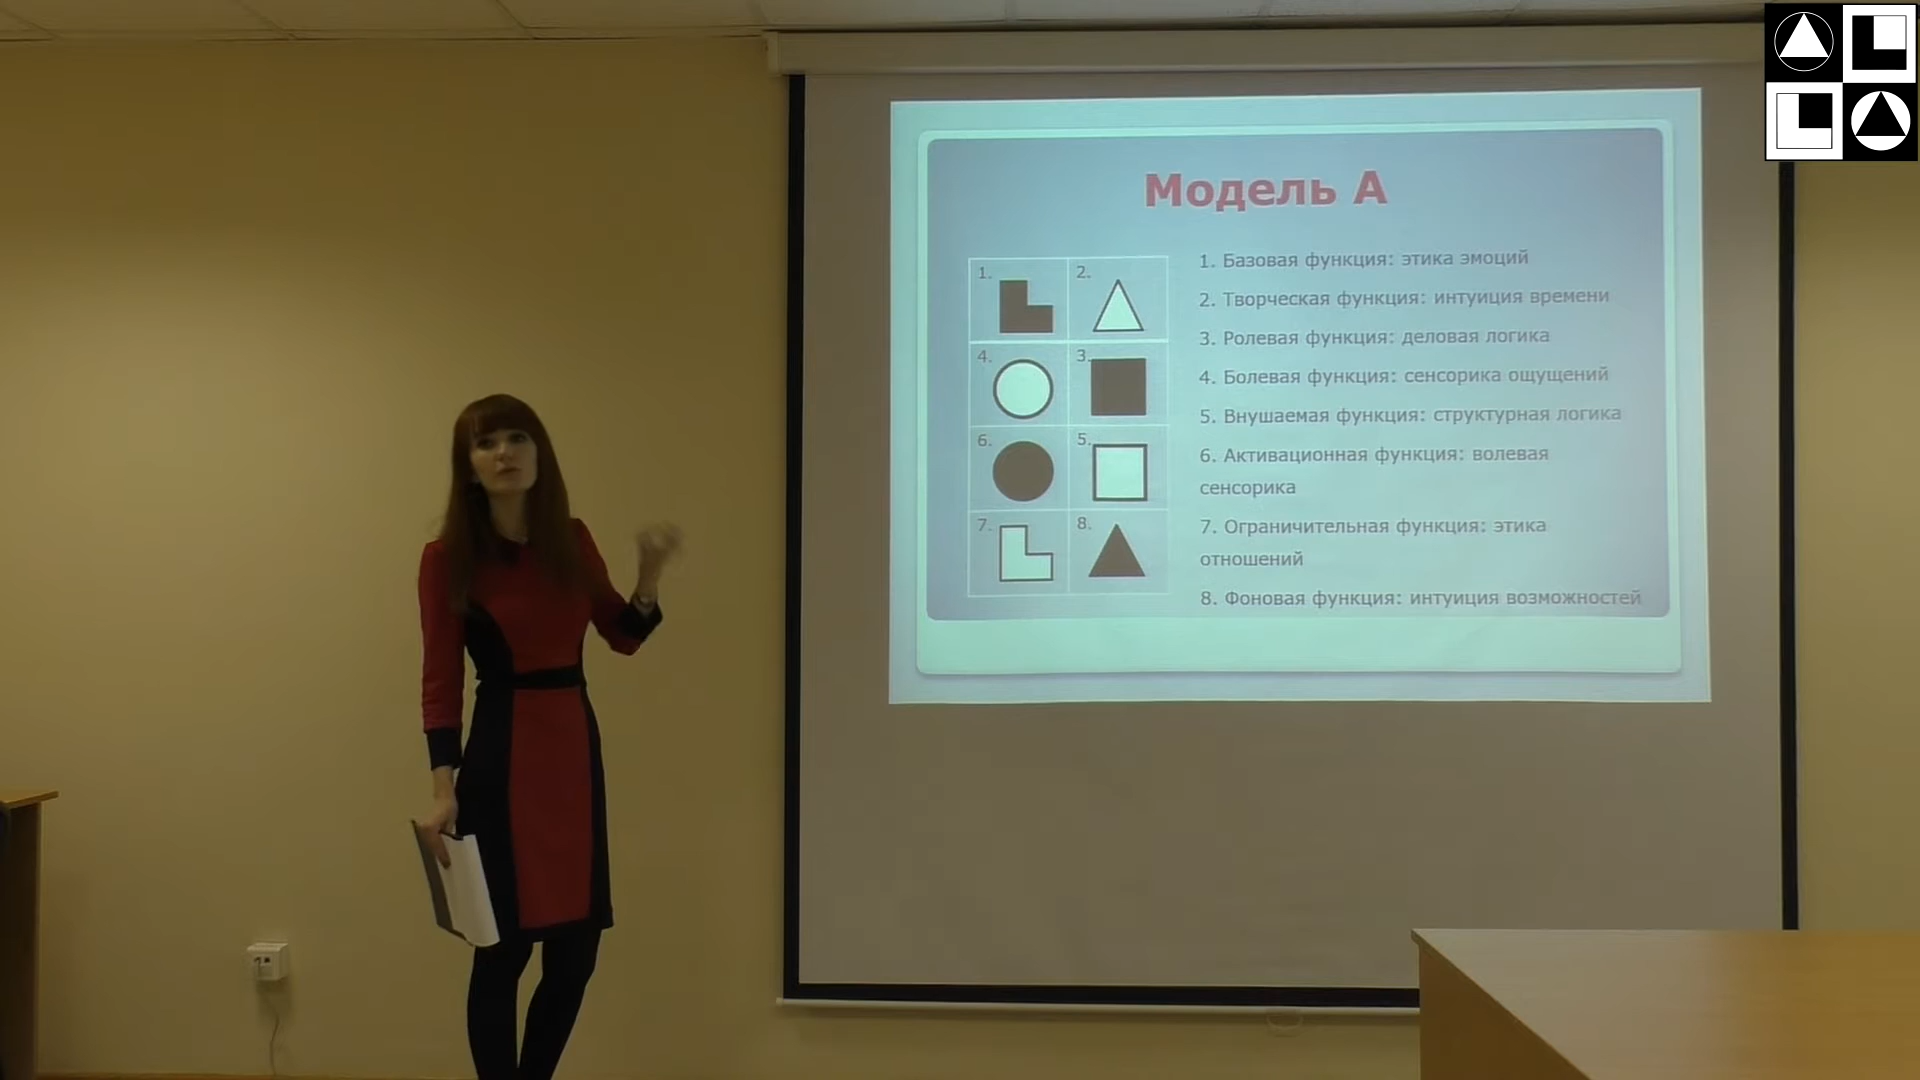 Модель А
1.
2.
4.
3.
6.
5.
7.
8.
1. Базовая функция: этика эмоций
2. Творческая функция: интуиция времени
3. Ролевая функция: деловая логика
4. Болевая функция: сенсорика ощущений
5. Внушаемая функция: структурная логика
6. Активационная функция: волевая
сенсорика
7. Ограничительная функция: этика
отношений
8. Фоновая функция: интуиция возможностей